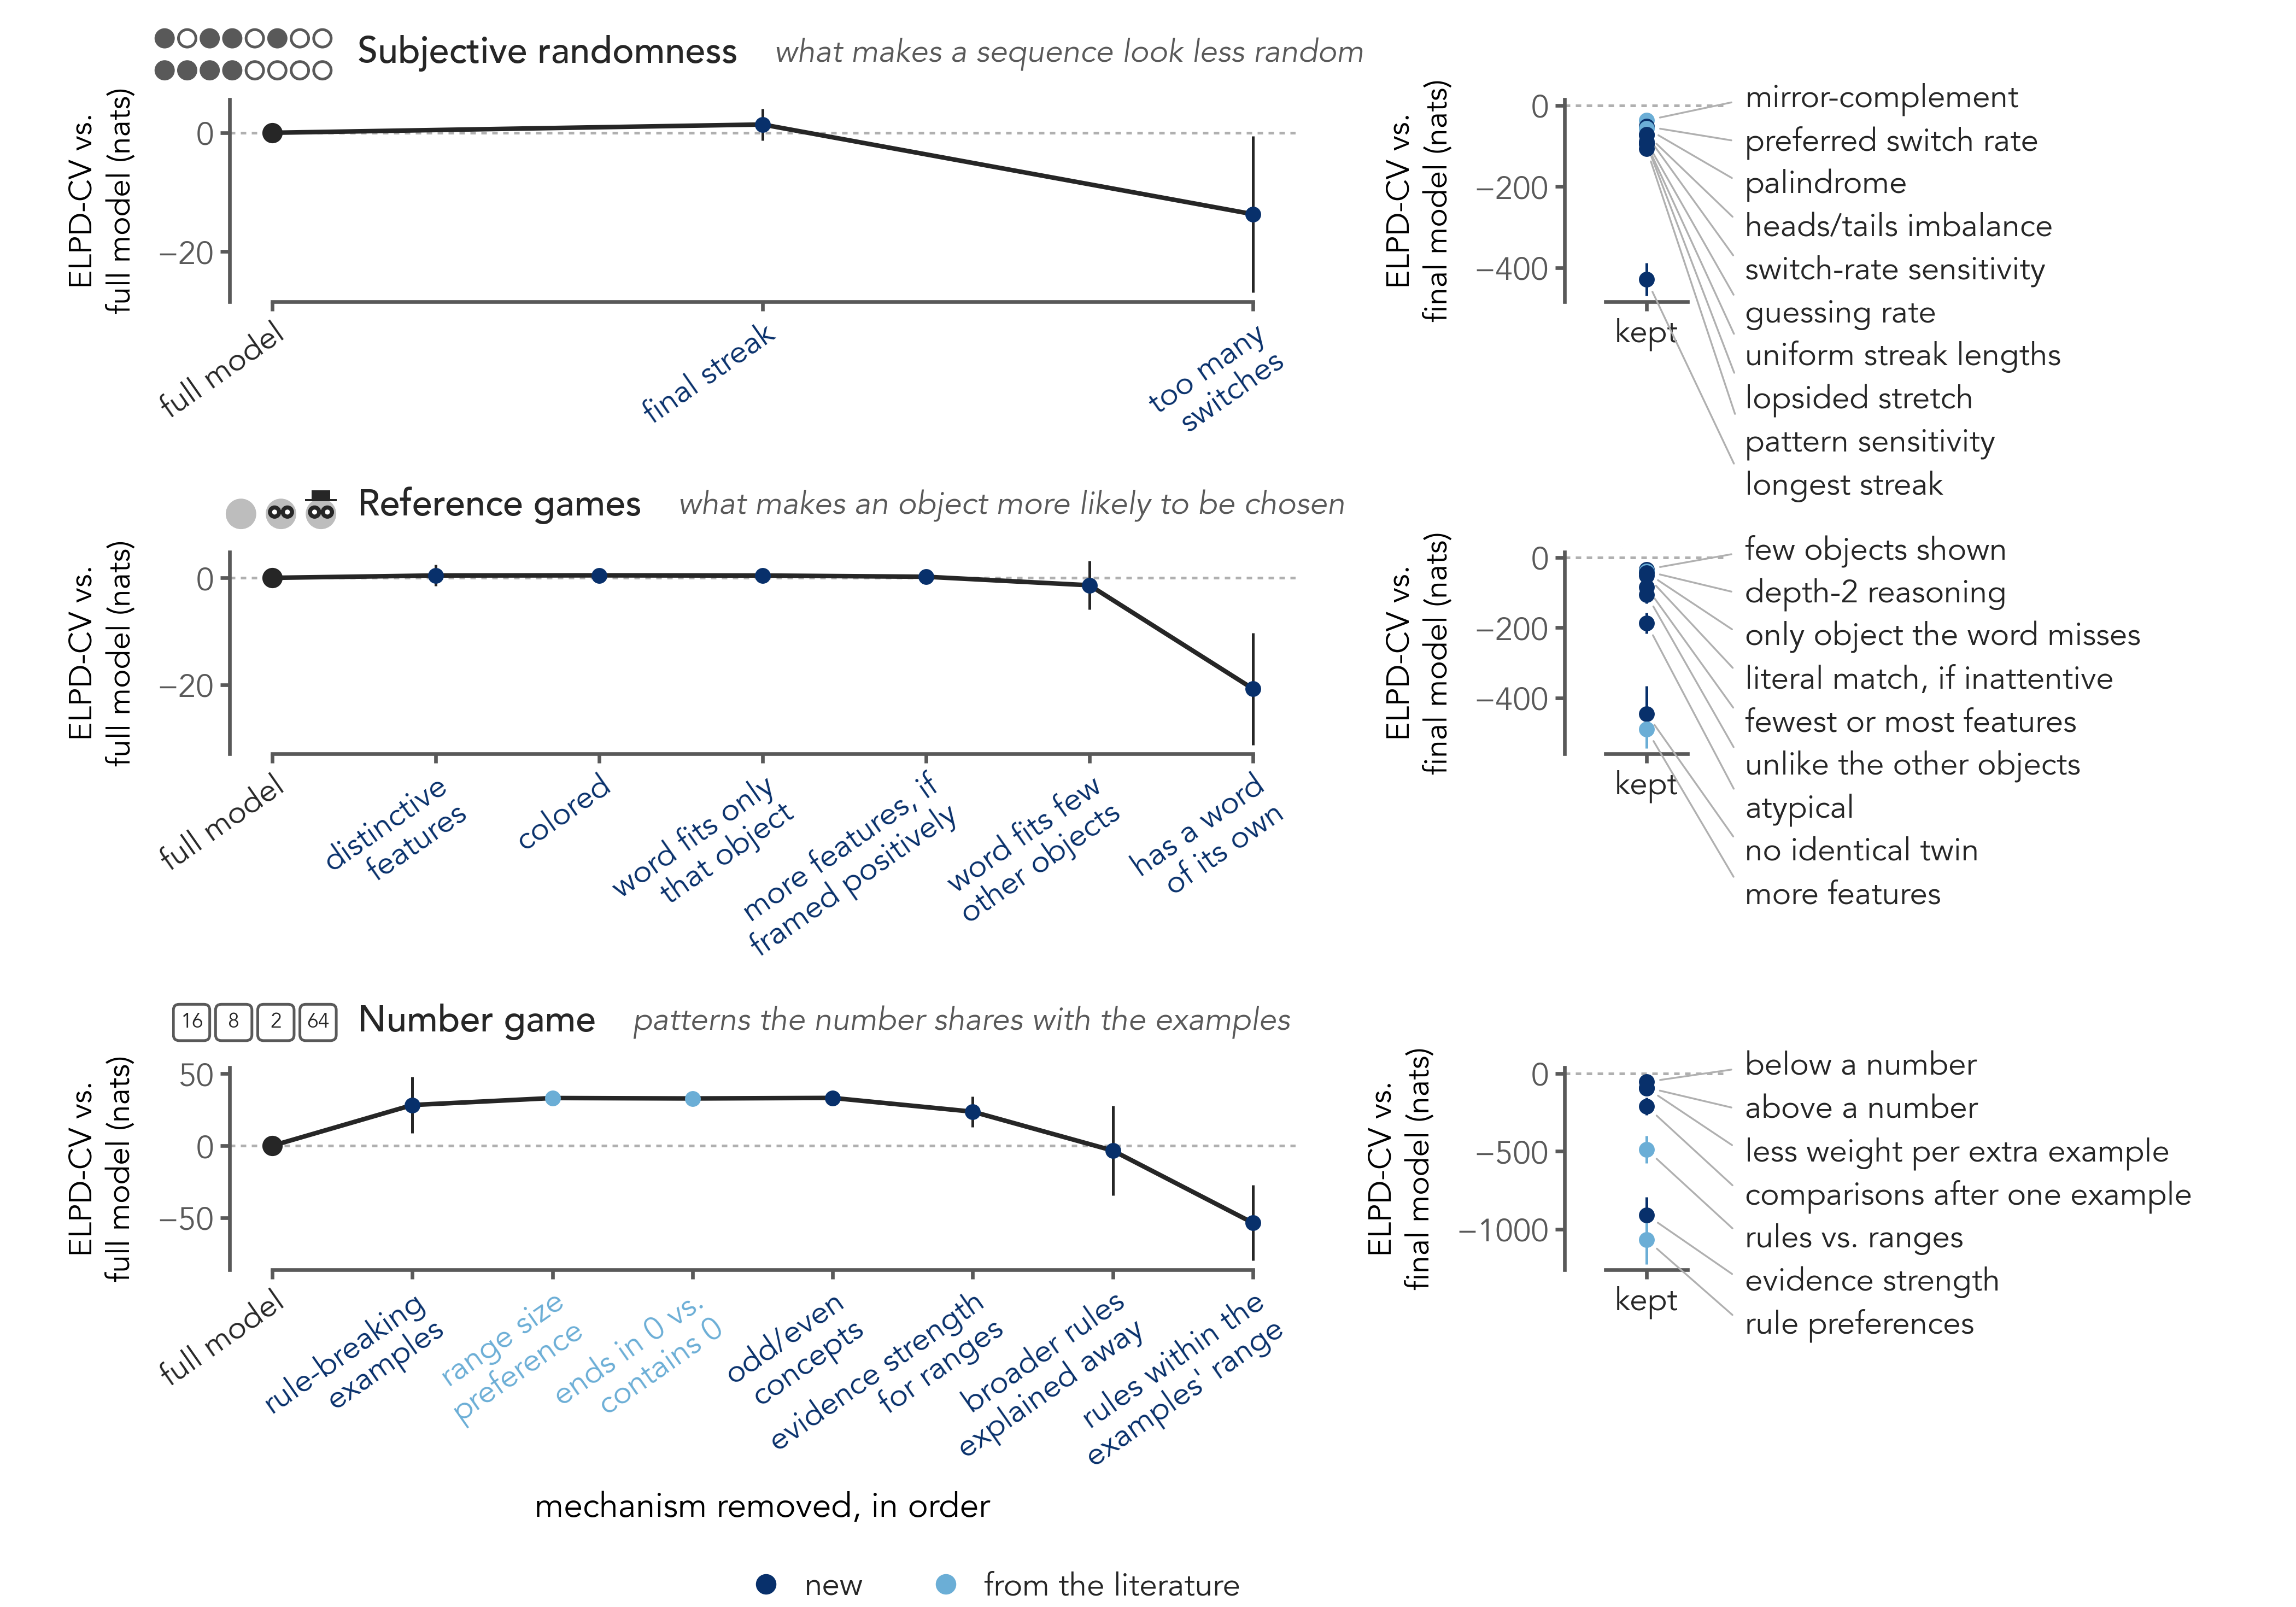 Subjective randomness what makes a sequence look less random
ELPD-CV vs.
full model (nats)
0
−20
full model
final streak
too many
switches
ELPD-CV vs.
final model (nats)
0
−200
−400
kept
mirror-complement
preferred switch rate
palindrome
heads/tails imbalance
switch-rate sensitivity
guessing rate
uniform streak lengths
lopsided stretch
pattern sensitivity
longest streak
Reference games what makes an object more likely to be chosen
ELPD-CV vs.
full model (nats)
0
−20
full model
distinctive
features
colored
word fits only
that object
more features, if
framed positively
word fits few
other objects
has a word
of its own
ELPD-CV vs.
final model (nats)
0
−200
−400
kept
few objects shown
depth-2 reasoning
only object the word misses
literal match, if inattentive
fewest or most features
unlike the other objects
atypical
no identical twin
more features
16 8 2 64 Number game patterns the number shares with the examples
ELPD-CV vs.
full model (nats)
50
0
−50
full model
rule-breaking
examples
range size
preference
ends in 0 vs.
contains 0
odd/even
concepts
evidence strength
for ranges
broader rules
explained away
rules within the
examples' range
ELPD-CV vs.
final model (nats)
0
−500
−1000
kept
below a number
above a number
less weight per extra example
comparisons after one example
rules vs. ranges
evidence strength
rule preferences
mechanism removed, in order
new
from the literature